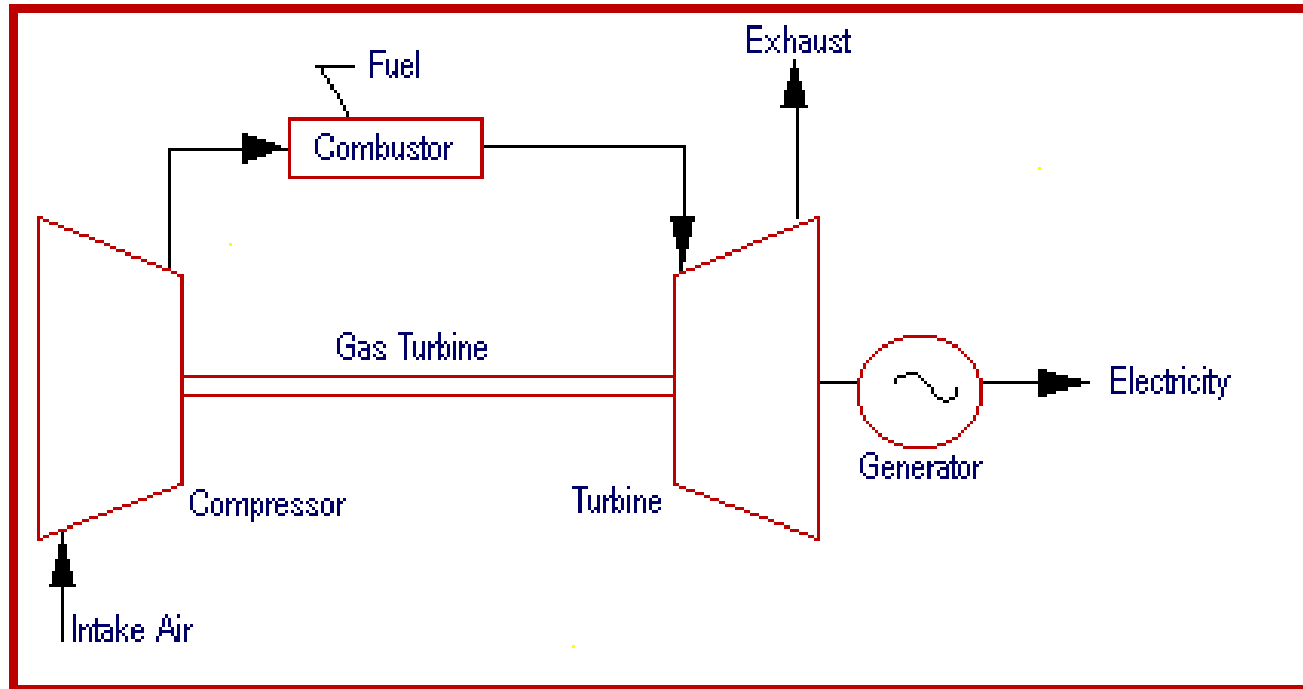 Exhaust
Fuel
Combustor
Gas Turbine
Electricity
Generator
Compressor
Turbine
Intake Air